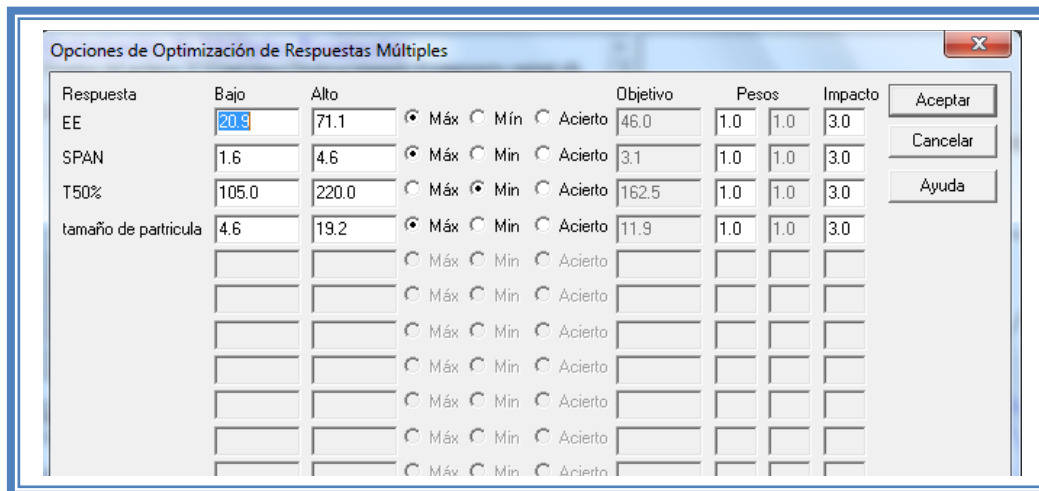 Opciones de Optimización de Respuestas Múltiples
Respuesta Bajo Alto Objetivo Pesos Impacto Aceptar
EE 20.9 71.1 Máx Mín Acierto 46.0 1.0 1.0 3.0
Cancelar
SPAN 1.6 4.6 Máx Min Acierto 3.1 1.0 1.0 3.0
T50% 105.0 220.0 Máx Min Acierto 162.5 1.0 1.0 3.0 Ayuda
tamaño de partricula 4.6 19.2 Máx Min Acierto 11.9 1.0 1.0 3.0
Máx Min Acierto
Máx Min Acierto
Máx Min Acierto
Máx Min Acierto
Máx Min Acierto
Máx Min Acierto
Máx Min Acierto